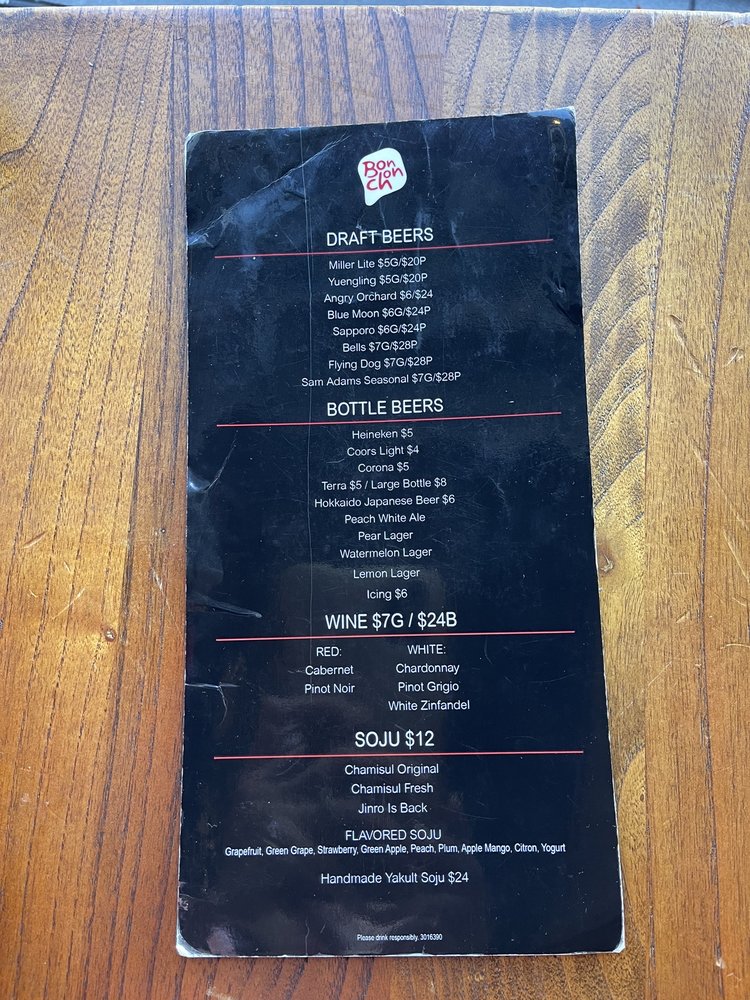 Bon
Chon
DRAFT BEERS
Miller Lite $5G/$20P
Yuengling $5G/$20P
Angry Orchard $6/$24
Blue Moon $6G/$24P
Sapporo $6G/$24P
Bells $7G/$28P
Flying Dog $7G/$28P
Sam Adams Seasonal $7G/$28P
BOTTLE BEERS
Heineken $5
Coors Light $4
Corona $5
Terra $5 / Large Bottle $8
Hokkaido Japanese Beer $6
Peach White Ale
Pear Lager
Watermelon Lager
Lemon Lager
Icing $6
WINE $7G / $24B
RED: WHITE:
Cabernet Chardonnay
Pinot Noir Pinot Grigio
White Zinfandel
SOJU $12
Chamisul Original
Chamisul Fresh
Jinro Is Back
FLAVORED SOJU
Grapefruit, Green Grape, Strawberry, Green Apple, Peach, Plum, Apple Mango, Citron, Yogurt
Handmade Yakult Soju $24
Please drink responsibly. 3016390